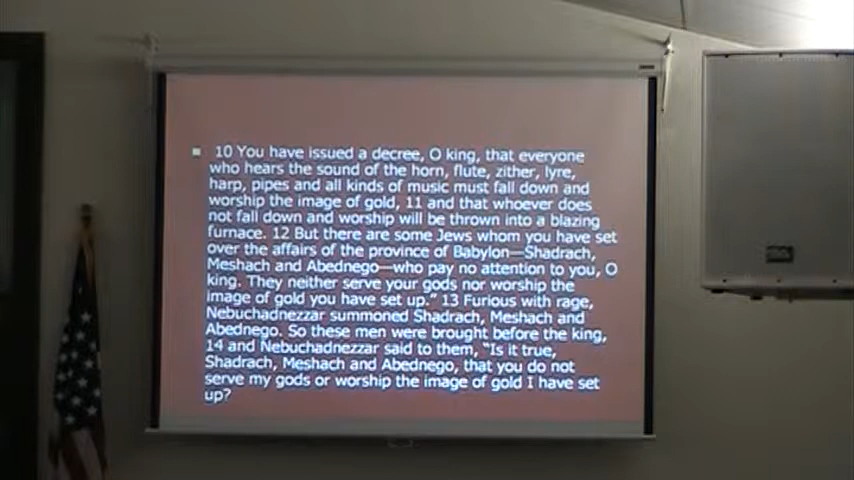 10 You have issued a decree, O king, that everyone
who hears the sound of the horn, flute, zither, lyre,
harp, pipes and all kinds of music must fall down and
worship the image of gold, 11 and that whoever does
not fall down and worship will be thrown into a blazing
furnace. 12 But there are some Jews whom you have set
over the affairs of the province of Babylon—Shadrach,
Meshach and Abednego—who pay no attention to you, O
king. They neither serve your gods nor worship the
image of gold you have set up.” 13 Furious with rage,
Nebuchadnezzar summoned Shadrach, Meshach and
Abednego. So these men were brought before the king,
14 and Nebuchadnezzar said to them, “Is it true,
Shadrach, Meshach and Abednego, that you do not
serve my gods or worship the image of gold I have set
up?